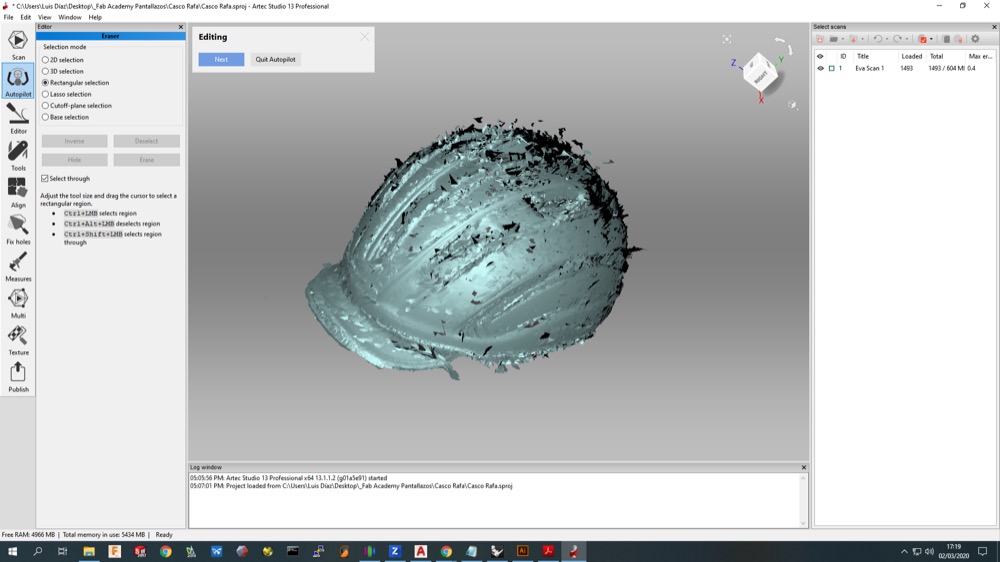 * C:\Users\Luis Díaz\Desktop\_Fab Academy Pantallazos\Casco Rafa\Casco Rafa.sproj - Artec Studio 13 Professional
File Edit View Window Help
Editor
Eraser
Selection mode
2D selection
3D selection
Rectangular selection
Lasso selection
Cutoff-plane selection
Base selection
Inverse Deselect
Hide Erase
Select through
Adjust the tool size and drag the cursor to select a
rectangular region.
Ctrl+LMB selects region
Ctrl+Alt+LMB deselects region
Ctrl+Shift+LMB selects region
through
Scan
Autopilot
Editor
Tools
Align
Fix holes
Measures
Multi
Texture
Publish
Editing
Next Quit Autopilot
Z
Y
X
RIGHT
Select scans
ID Title Loaded Total Max er...
1 Eva Scan 1 1493 1493 / 604 MI 0.4
Log window
05:05:56 PM: Artec Studio 13 Professional x64 13.1.1.2 (g01a5e91) started
05:07:01 PM: Project loaded from C:\Users\Luis Díaz\Desktop\_Fab Academy Pantallazos\Casco Rafa\Casco Rafa.sproj
Free RAM: 4966 MB | Total memory in use: 5434 MB | Ready
17:19
02/03/2020